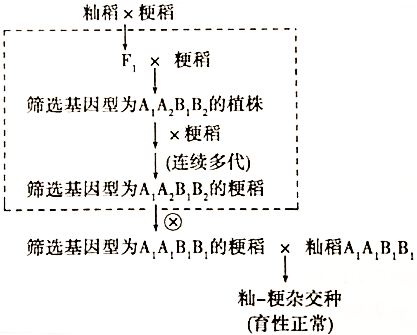 籼稻×粳稻
F₁ × 粳稻
筛选基因型为A₁A₂B₁B₂的植株
×粳稻
(连续多代)
筛选基因型为A₁A₂B₁B₂的粳稻
⊗
筛选基因型为A₁A₁B₁B₁的粳稻 × 籼稻A₁A₁B₁B₁
籼-粳杂交种
(育性正常)